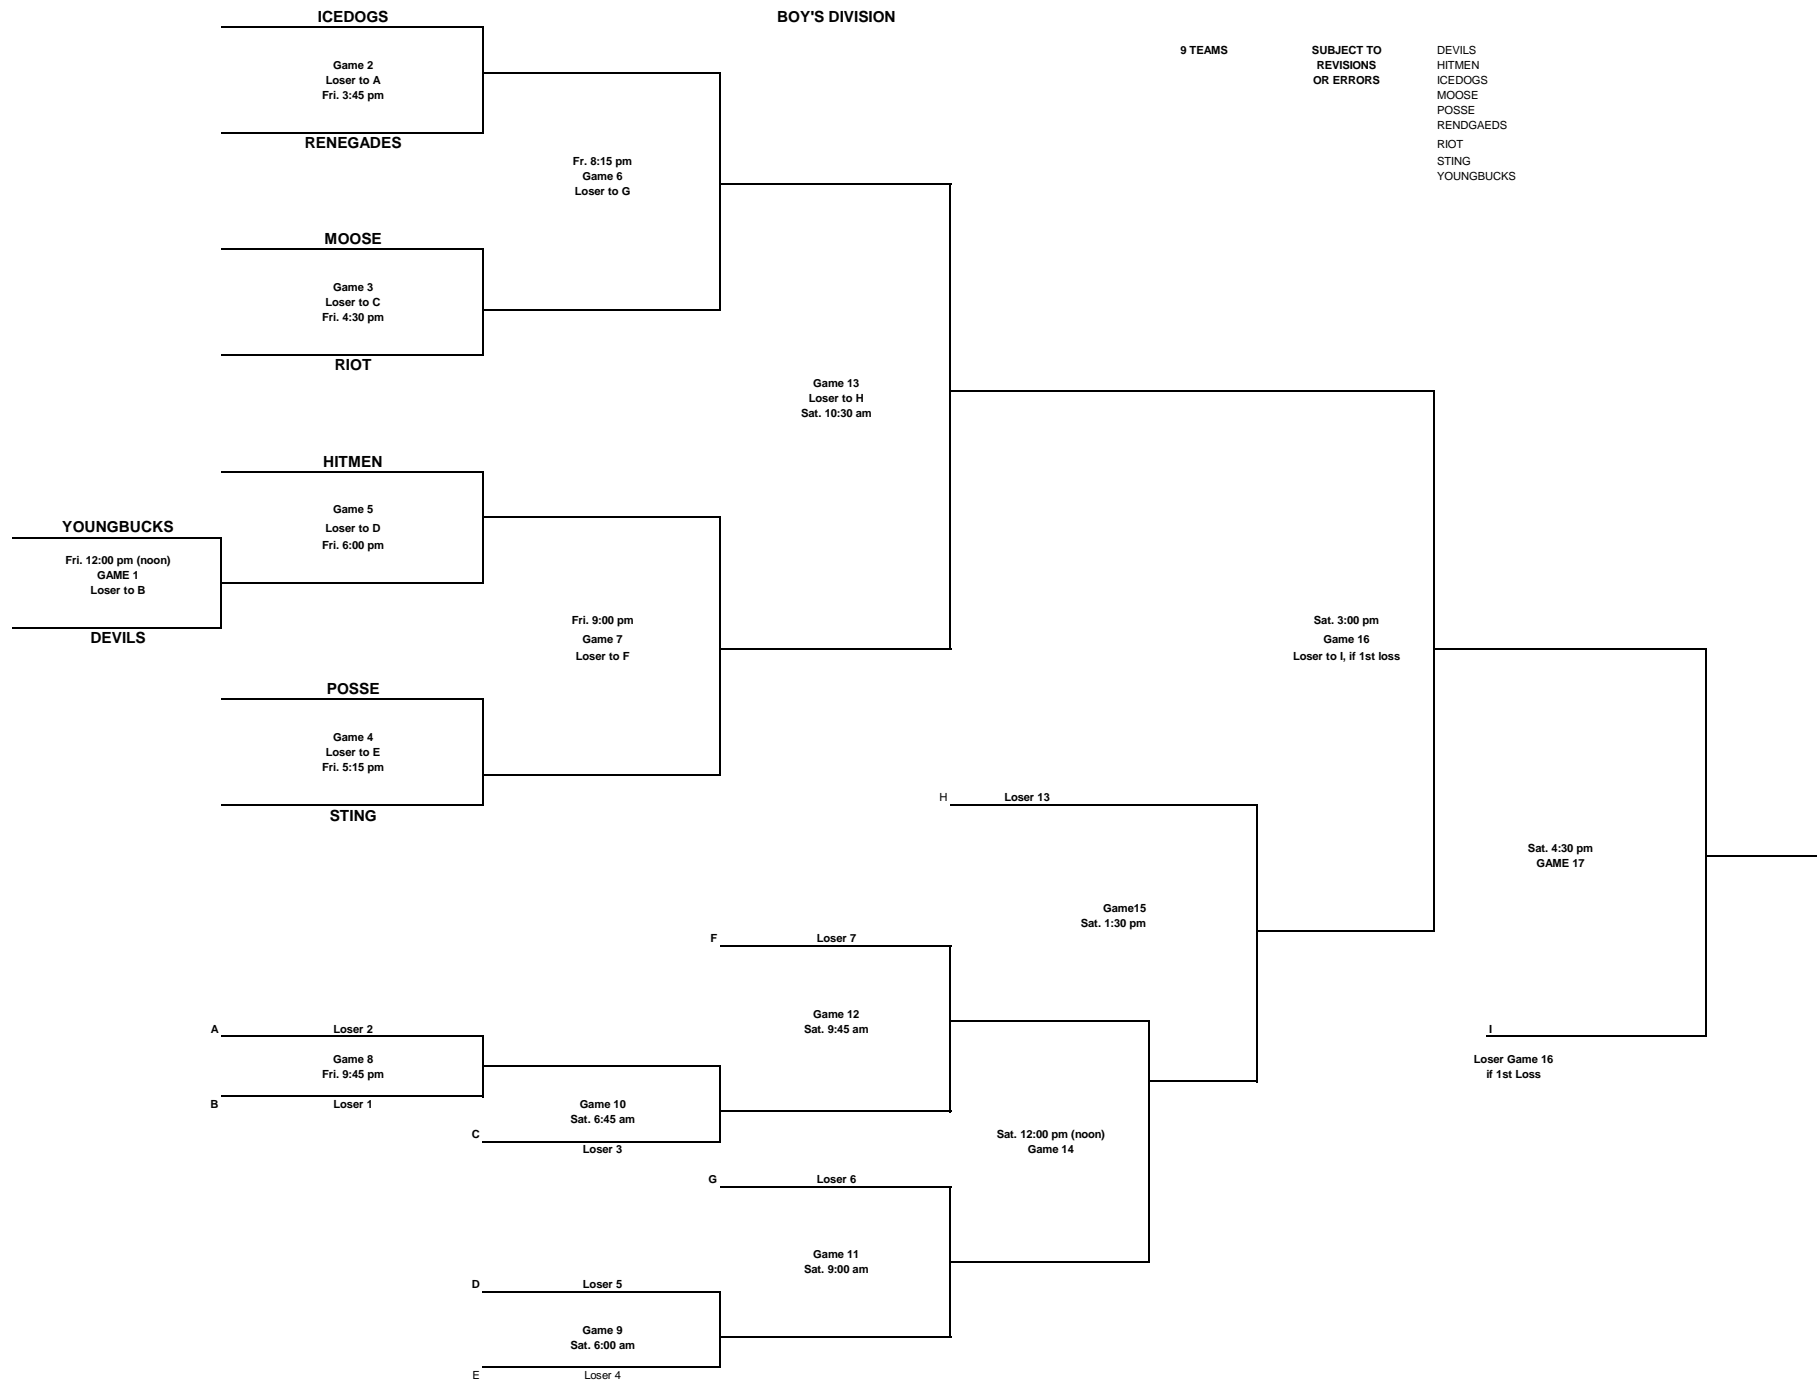 ICEDOGS
BOY'S DIVISION
9 TEAMS
SUBJECT TO
REVISIONS
OR ERRORS
DEVILS
HITMEN
ICEDOGS
MOOSE
POSSE
RENDGAEDS
RIOT
STING
YOUNGBUCKS
Game 2
Loser to A
Fri. 3:45 pm
RENEGADES
Fr. 8:15 pm
Game 6
Loser to G
MOOSE
Game 3
Loser to C
Fri. 4:30 pm
RIOT
Game 13
Loser to H
Sat. 10:30 am
HITMEN
Game 5
Loser to D
Fri. 6:00 pm
YOUNGBUCKS
Fri. 12:00 pm (noon)
GAME 1
Loser to B
DEVILS
Fri. 9:00 pm
Game 7
Loser to F
Sat. 3:00 pm
Game 16
Loser to I, if 1st loss
POSSE
Game 4
Loser to E
Fri. 5:15 pm
STING
H Loser 13
Sat. 4:30 pm
GAME 17
Game15
Sat. 1:30 pm
F Loser 7
Game 12
Sat. 9:45 am
A Loser 2
Game 8
Fri. 9:45 pm
B Loser 1
I
Loser Game 16
if 1st Loss
Game 10
Sat. 6:45 am
C
Loser 3
Sat. 12:00 pm (noon)
Game 14
G Loser 6
Game 11
Sat. 9:00 am
D Loser 5
Game 9
Sat. 6:00 am
E Loser 4